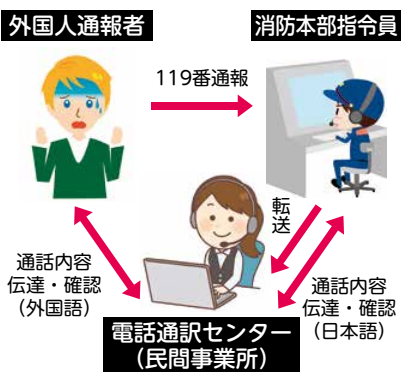 外国人通報者
消防本部指令員
119番通報
転送
通話内容
伝達・確認
（外国語）
通話内容
伝達・確認
（日本語）
電話通訳センター
（民間事業所）